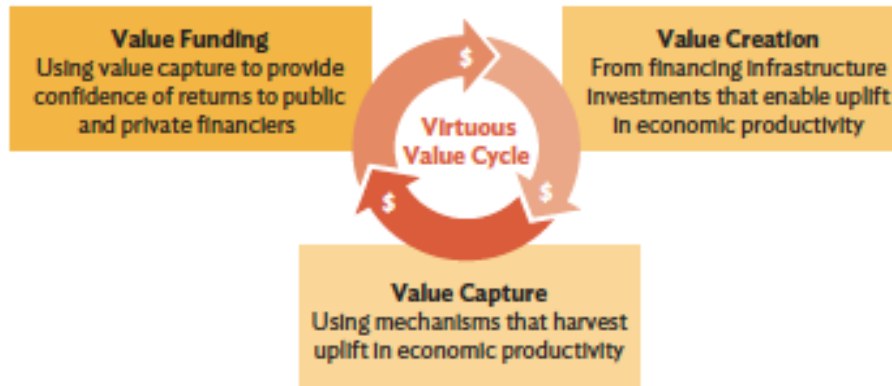 Value Funding
Using value capture to provide
confidence of returns to public
and private financiers
$
Value Creation
From financing infrastructure
investments that enable uplift
in economic productivity
Virtuous
Value Cycle
$
$
Value Capture
Using mechanisms that harvest
uplift in economic productivity